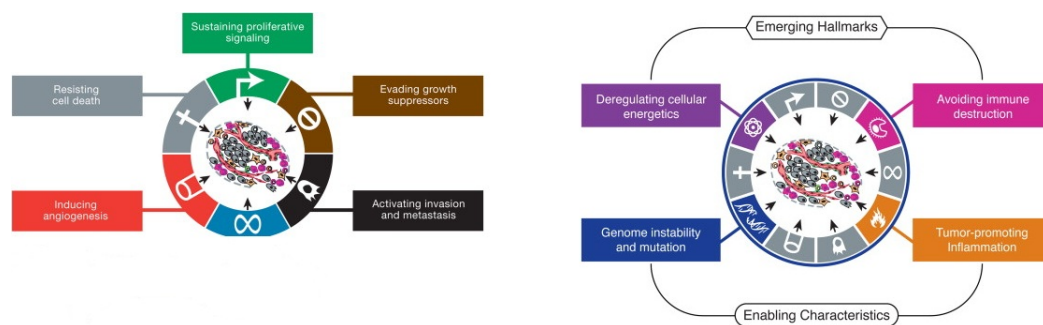 Sustaining proliferative
signaling
Resisting
cell death
Evading growth
suppressors
Inducing
angiogenesis
Activating invasion
and metastasis
Emerging Hallmarks
Deregulating cellular
energetics
Avoiding immune
destruction
Genome instability
and mutation
Tumor-promoting
Inflammation
Enabling Characteristics